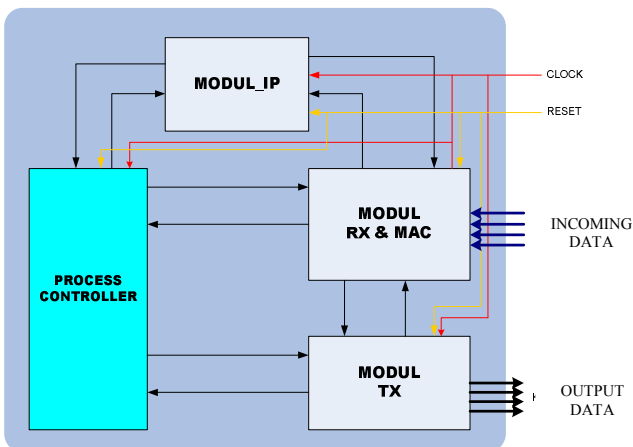 MODUL_IP
CLOCK
RESET
MODUL
RX & MAC
INCOMING
DATA
PROCESS
CONTROLLER
MODUL
TX
OUTPUT
DATA